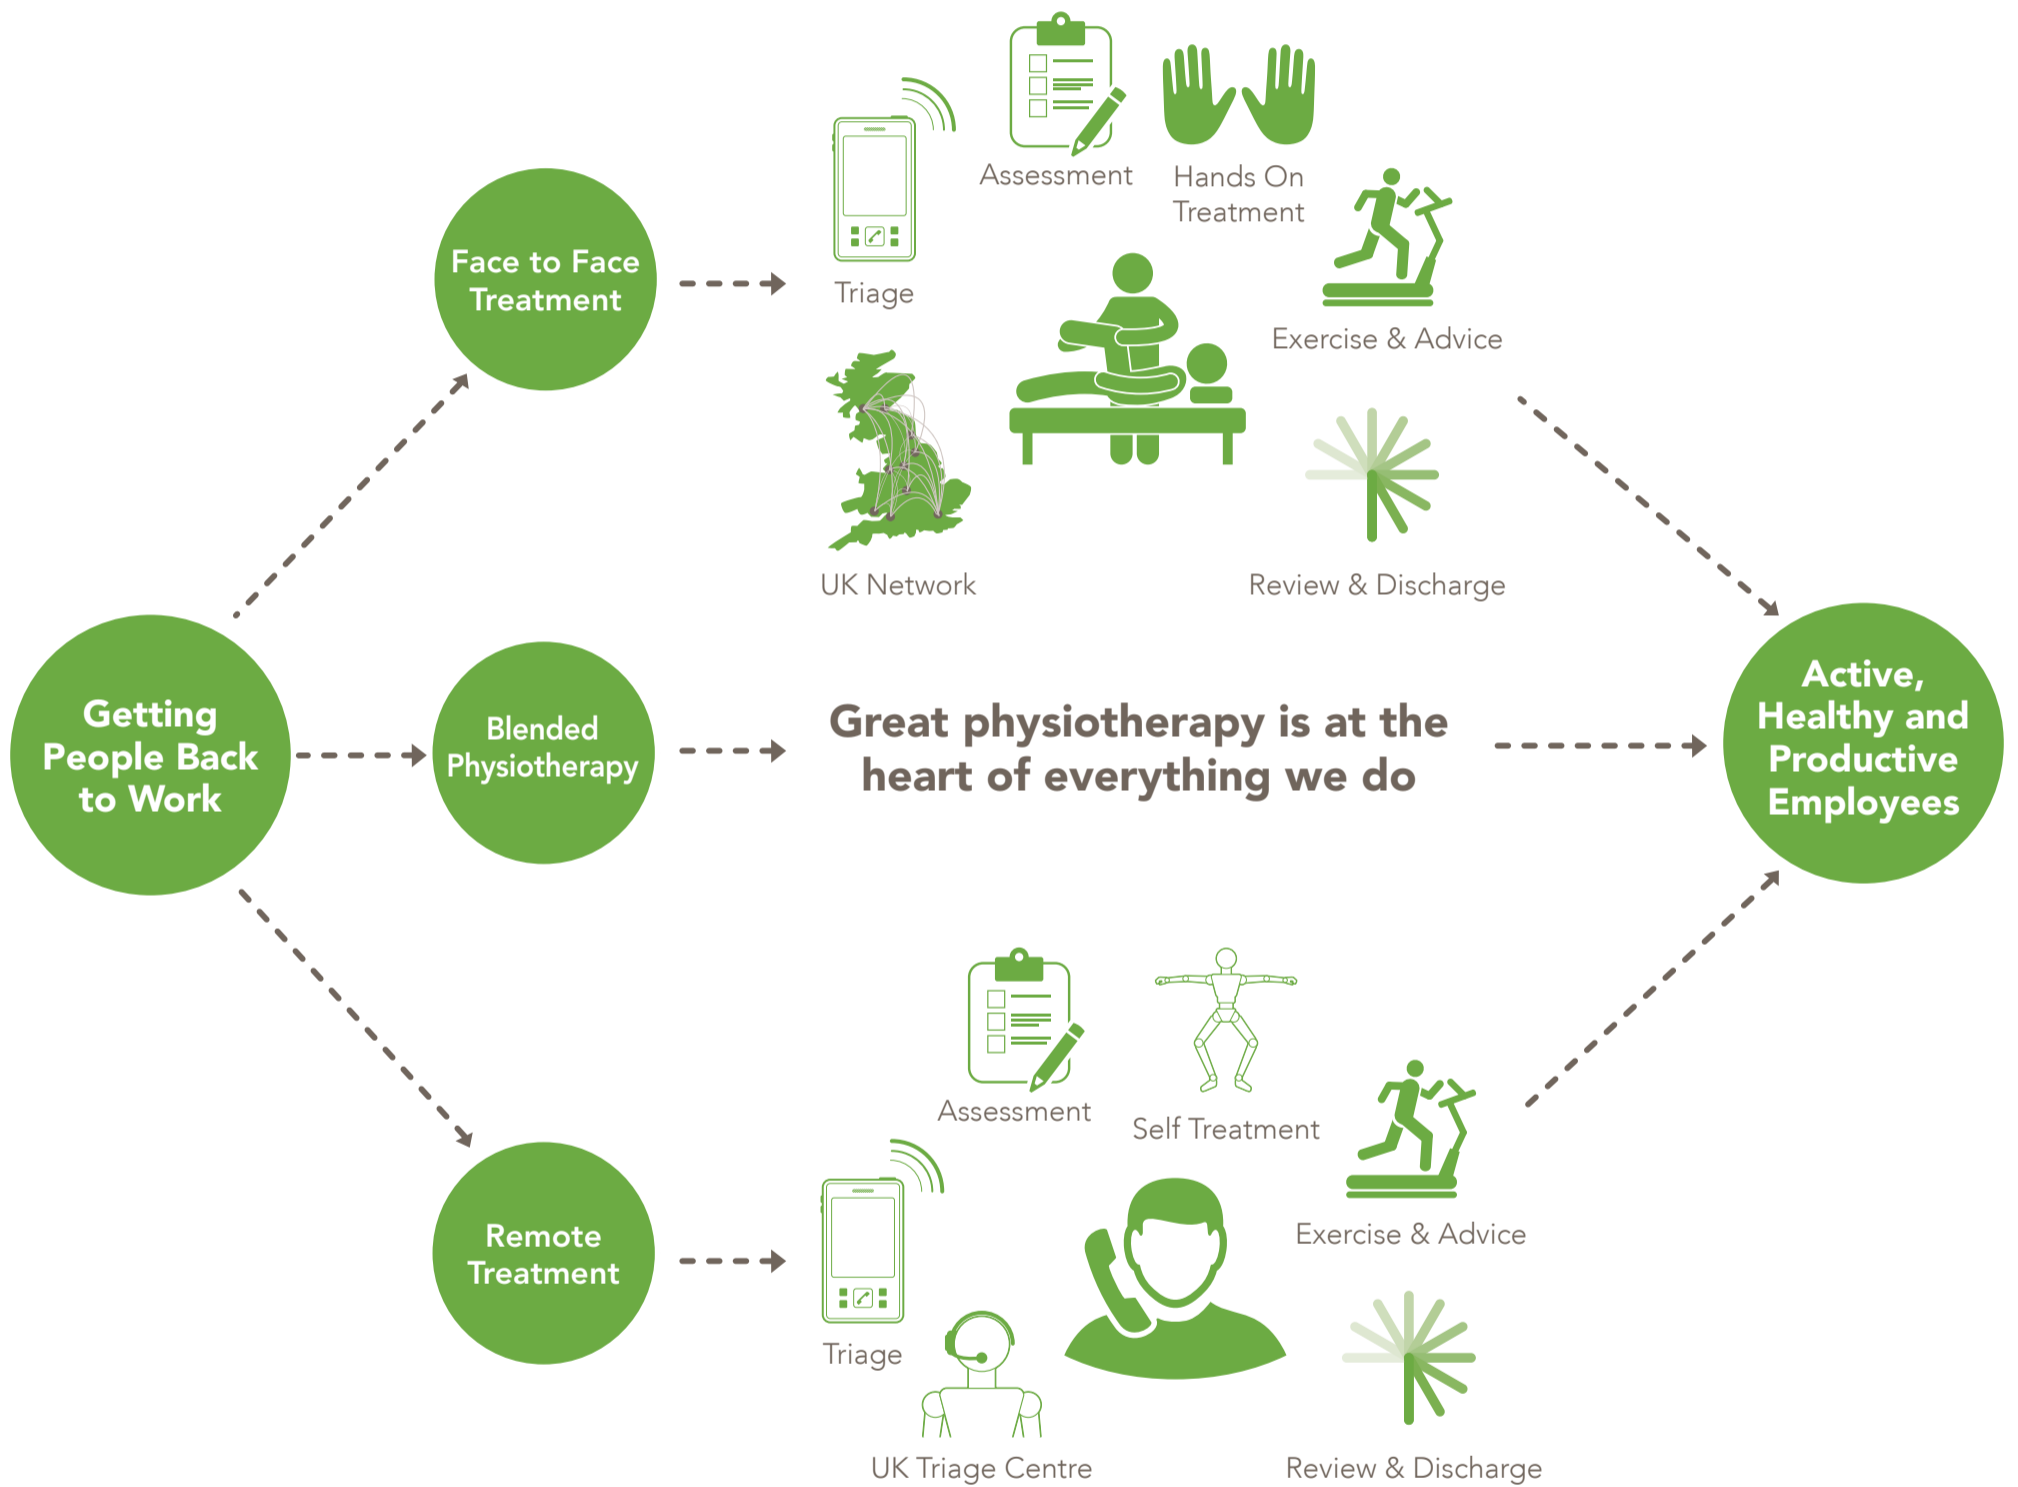 Getting
People Back
to Work
Face to Face
Treatment
Triage
Assessment
Hands On
Treatment
Exercise & Advice
UK Network
Review & Discharge
Blended
Physiotherapy
Great physiotherapy is at the
heart of everything we do
Remote
Treatment
Triage
Assessment
Self Treatment
Exercise & Advice
UK Triage Centre
Review & Discharge
Active,
Healthy and
Productive
Employees